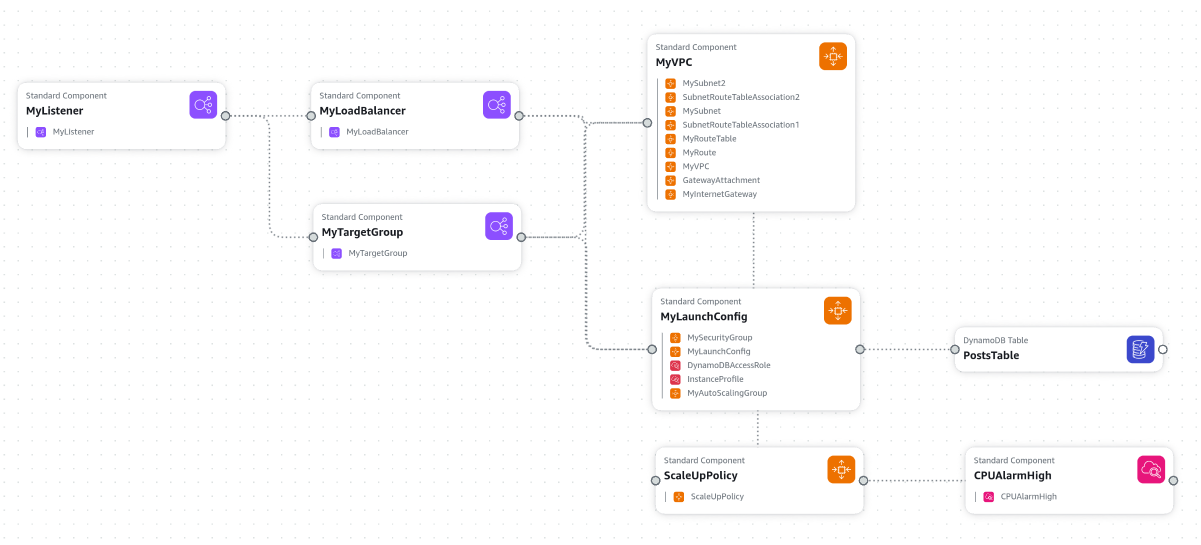 Standard Component
MyListener
MyListener
Standard Component
MyLoadBalancer
MyLoadBalancer
Standard Component
MyTargetGroup
MyTargetGroup
Standard Component
MyVPC
MySubnet2
SubnetRouteTableAssociation2
MySubnet
SubnetRouteTableAssociation1
MyRouteTable
MyRoute
MyVPC
GatewayAttachment
MyInternetGateway
Standard Component
MyLaunchConfig
MySecurityGroup
MyLaunchConfig
DynamoDBAccessRole
InstanceProfile
MyAutoScalingGroup
DynamoDB Table
PostsTable
Standard Component
ScaleUpPolicy
ScaleUpPolicy
Standard Component
CPUAlarmHigh
CPUAlarmHigh